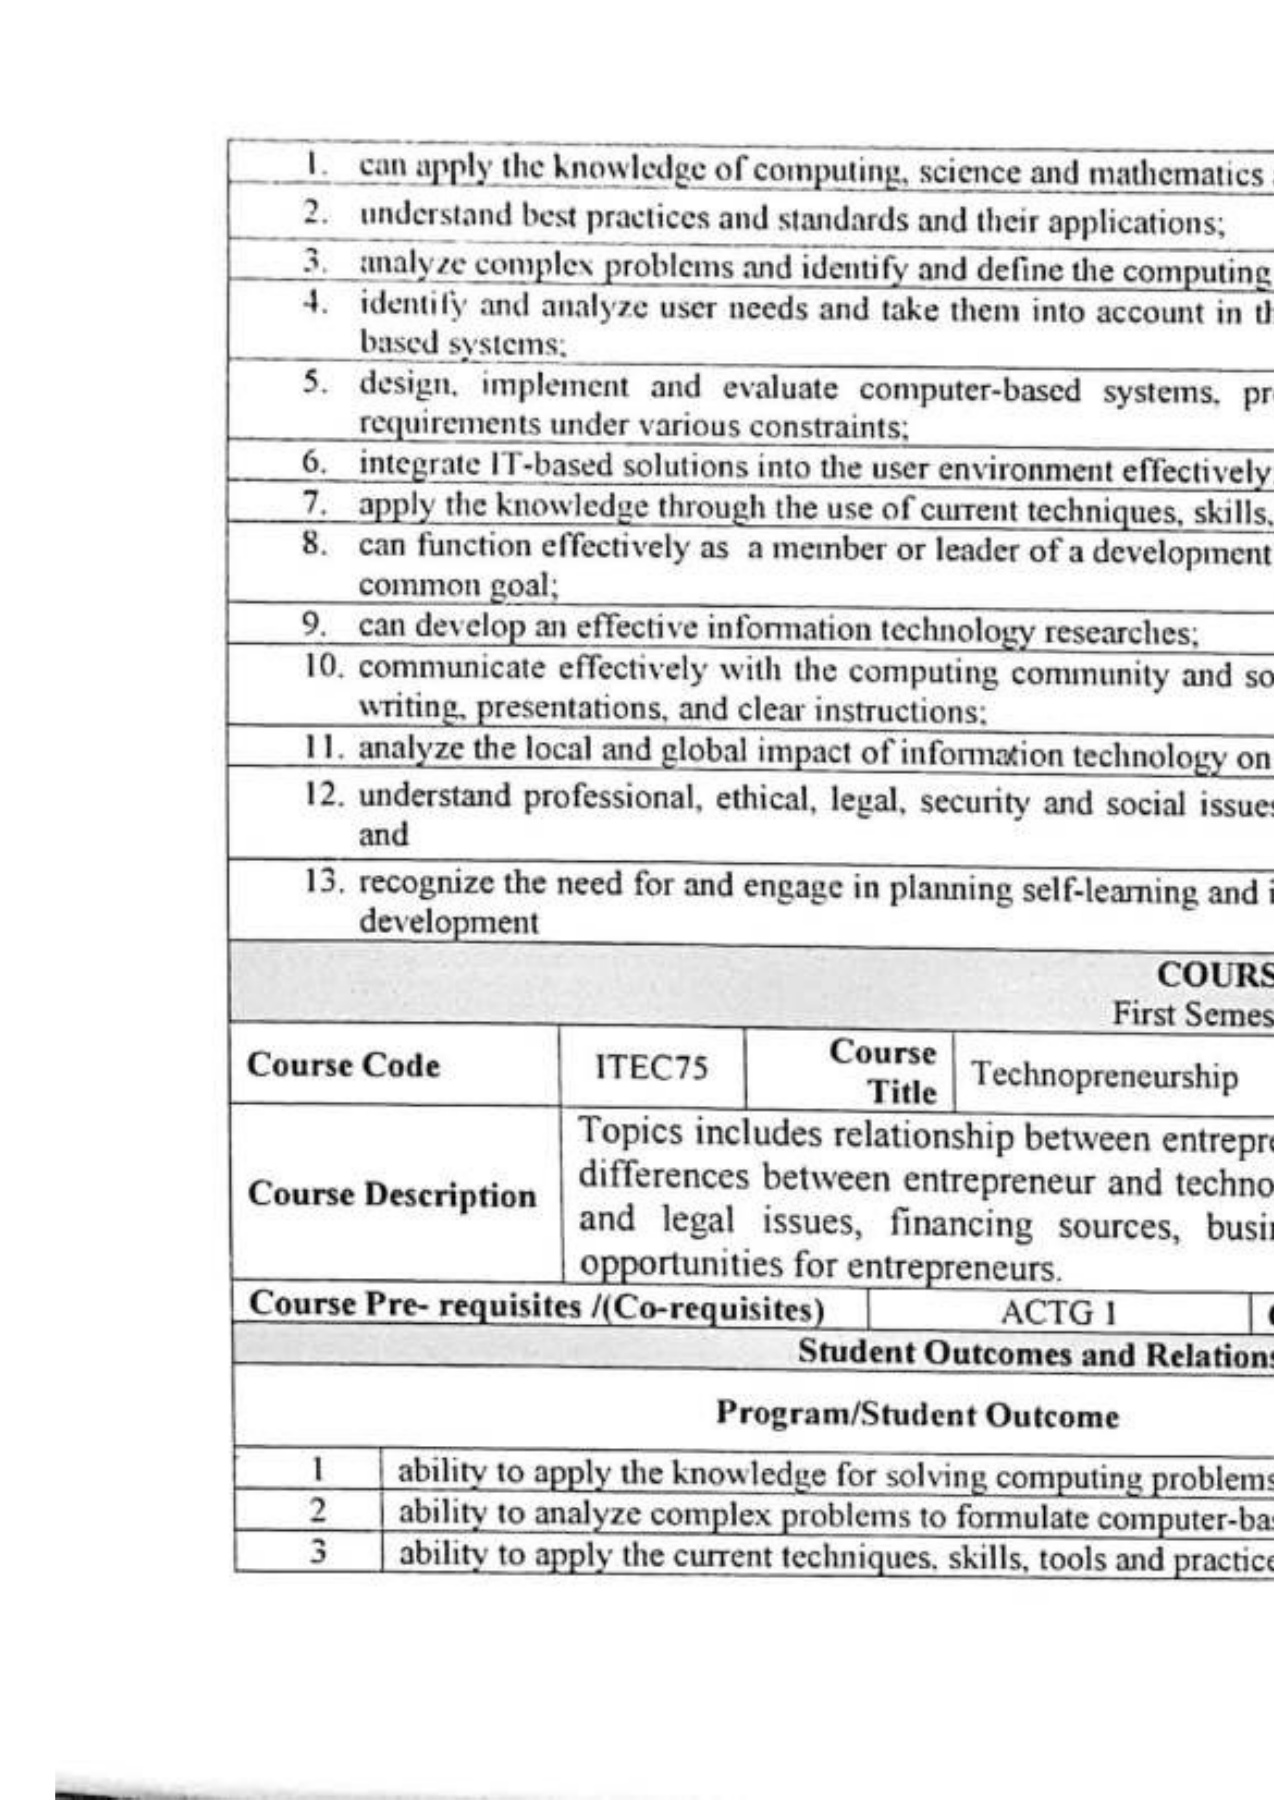 1. can apply the knowledge of computing, science and mathematics
2. understand best practices and standards and their applications;
3. analyze complex problems and identify and define the computing
4. identify and analyze user needs and take them into account in
based systems;
5. design, implement and evaluate computer-based systems,
requirements under various constraints;
6. integrate IT-based solutions into the user environment effectively
7. apply the knowledge through the use of current techniques, skills,
8. can function effectively as a member or leader of a development
common goal;
9. can develop an effective information technology researches;
10. communicate effectively with the computing community and so
writing, presentations, and clear instructions;
11. analyze the local and global impact of information technology on
12. understand professional, ethical, legal, security and social issues
and
13. recognize the need for and engage in planning self-learning and
development
COURS
First Semes
Course Code ITEC75 Course Title Technopreneurship
Course Description
Topics includes relationship between entrepre
differences between entrepreneur and techno
and legal issues, financing sources, busi
opportunities for entrepreneurs.
Course Pre- requisites /(Co-requisites) ACTG 1
Student Outcomes and Relations
Program/Student Outcome
1 ability to apply the knowledge for solving computing problems
2 ability to analyze complex problems to formulate computer-bas
3 ability to apply the current techniques, skills, tools and practice